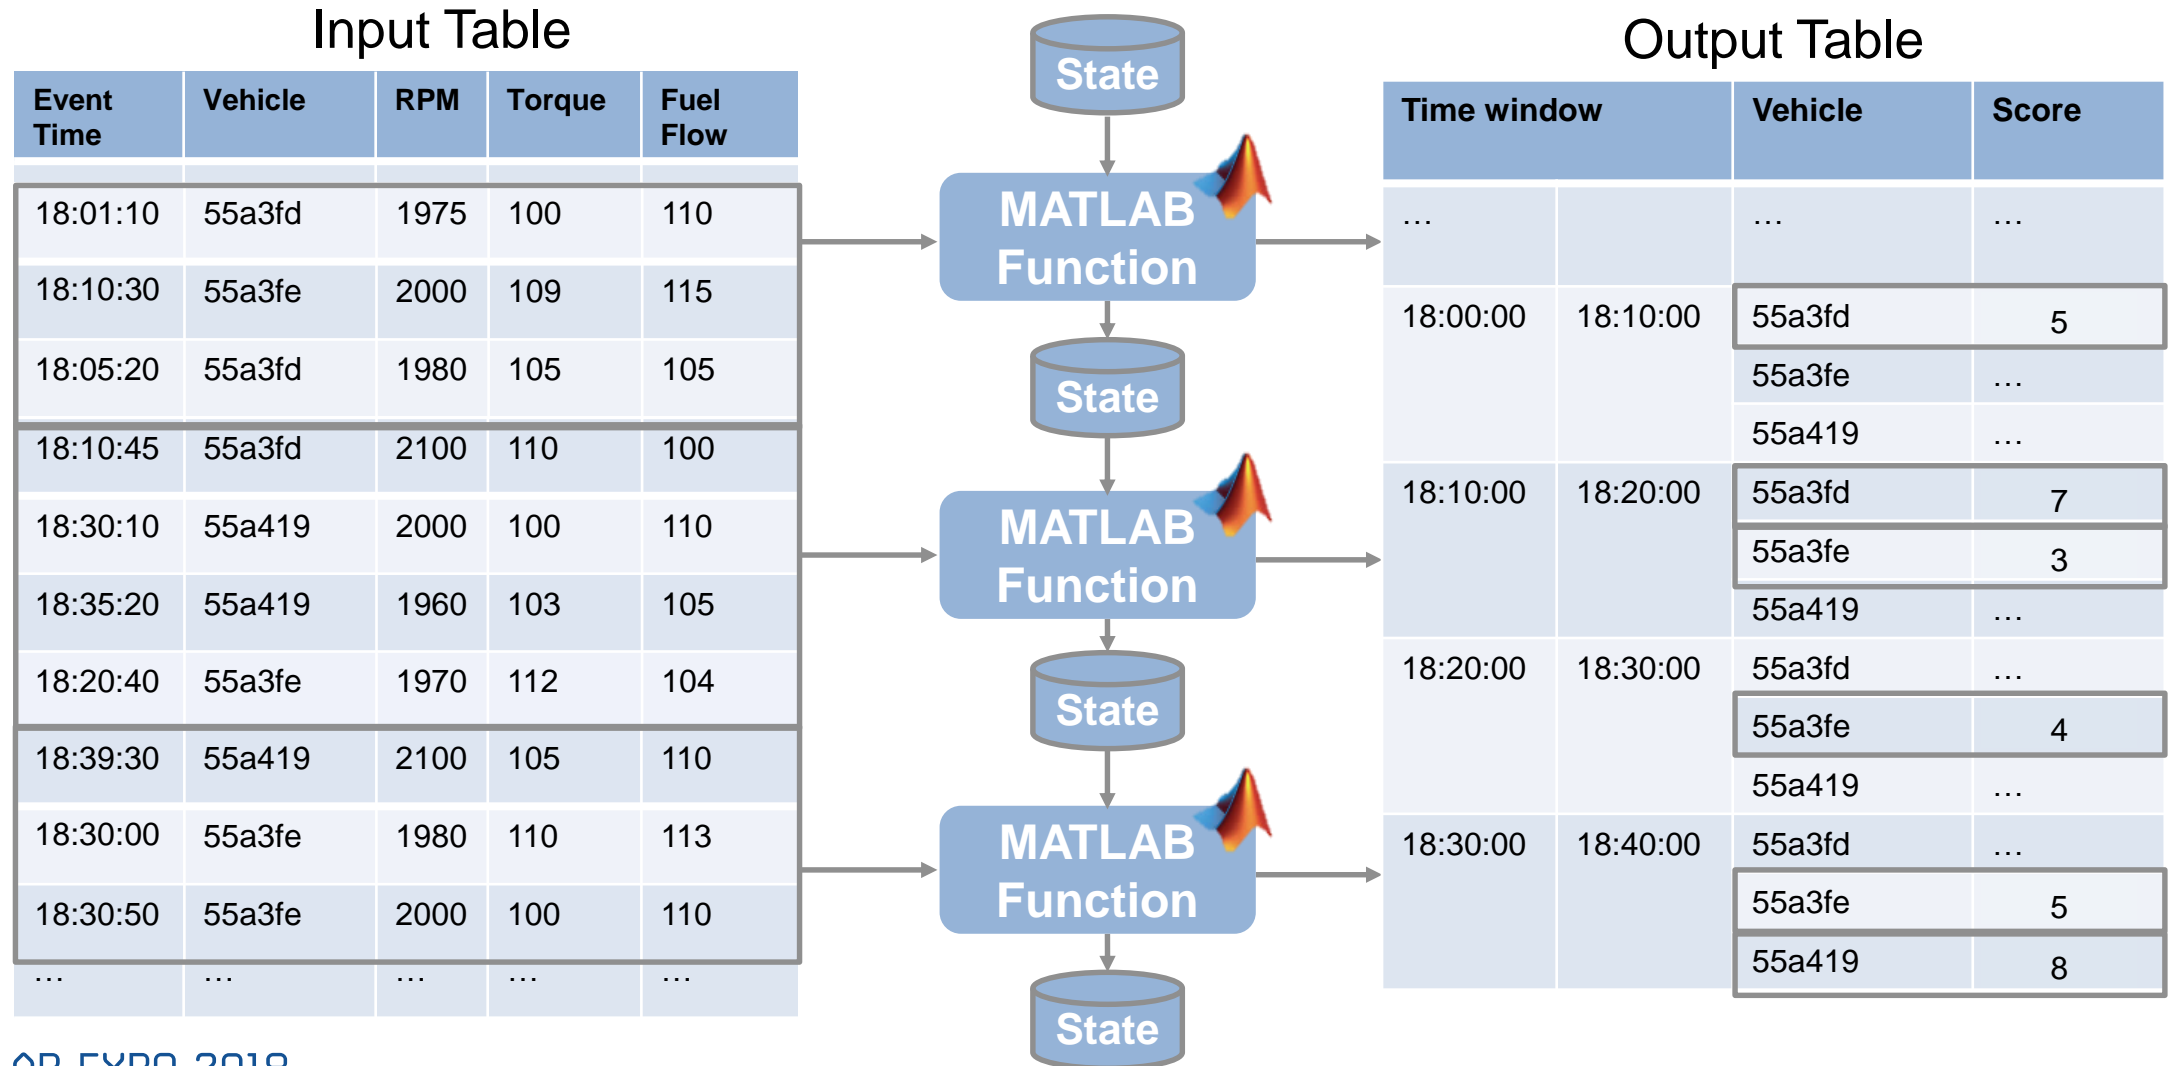 Input Table
Event Time Vehicle RPM Torque Fuel Flow
18:01:10 55a3fd 1975 100 110
18:10:30 55a3fe 2000 109 115
18:05:20 55a3fd 1980 105 105
18:10:45 55a3fd 2100 110 100
18:30:10 55a419 2000 100 110
18:35:20 55a419 1960 103 105
18:20:40 55a3fe 1970 112 104
18:39:30 55a419 2100 105 110
18:30:00 55a3fe 1980 110 113
18:30:50 55a3fe 2000 100 110
… … … … …
State
MATLAB
Function
State
MATLAB
Function
State
MATLAB
Function
State
Output Table
Time window Vehicle Score
… … …
18:00:00 18:10:00 55a3fd 5
55a3fe …
55a419 …
18:10:00 18:20:00 55a3fd 7
55a3fe 3
55a419 …
18:20:00 18:30:00 55a3fd …
55a3fe 4
55a419 …
18:30:00 18:40:00 55a3fd …
55a3fe 5
55a419 8
EXPO 2019